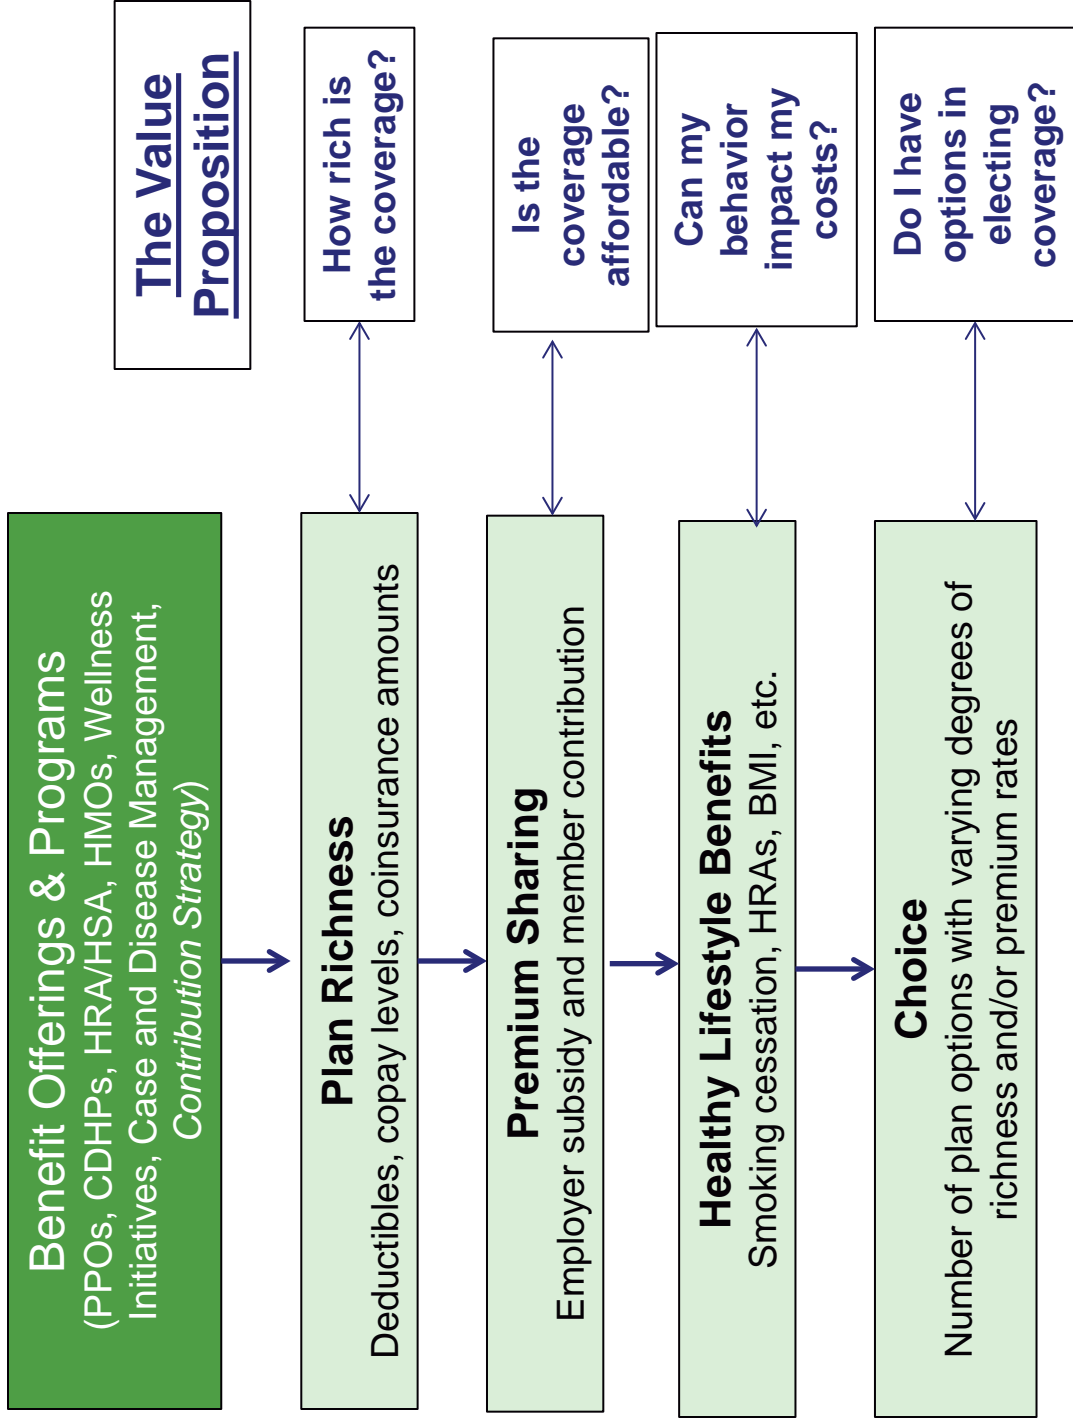 Benefit Offerings & Programs
(PPOs, CDHPs, HRA/HSA, HMOs, Wellness
Initiatives, Case and Disease Management,
Contribution Strategy)
The Value
Proposition
Plan Richness
Deductibles, copay levels, coinsurance amounts
How rich is
the coverage?
Premium Sharing
Employer subsidy and member contribution
Is the
coverage
affordable?
Healthy Lifestyle Benefits
Smoking cessation, HRAs, BMI, etc.
Can my
behavior
impact my
costs?
Choice
Number of plan options with varying degrees of
richness and/or premium rates
Do I have
options in
electing
coverage?